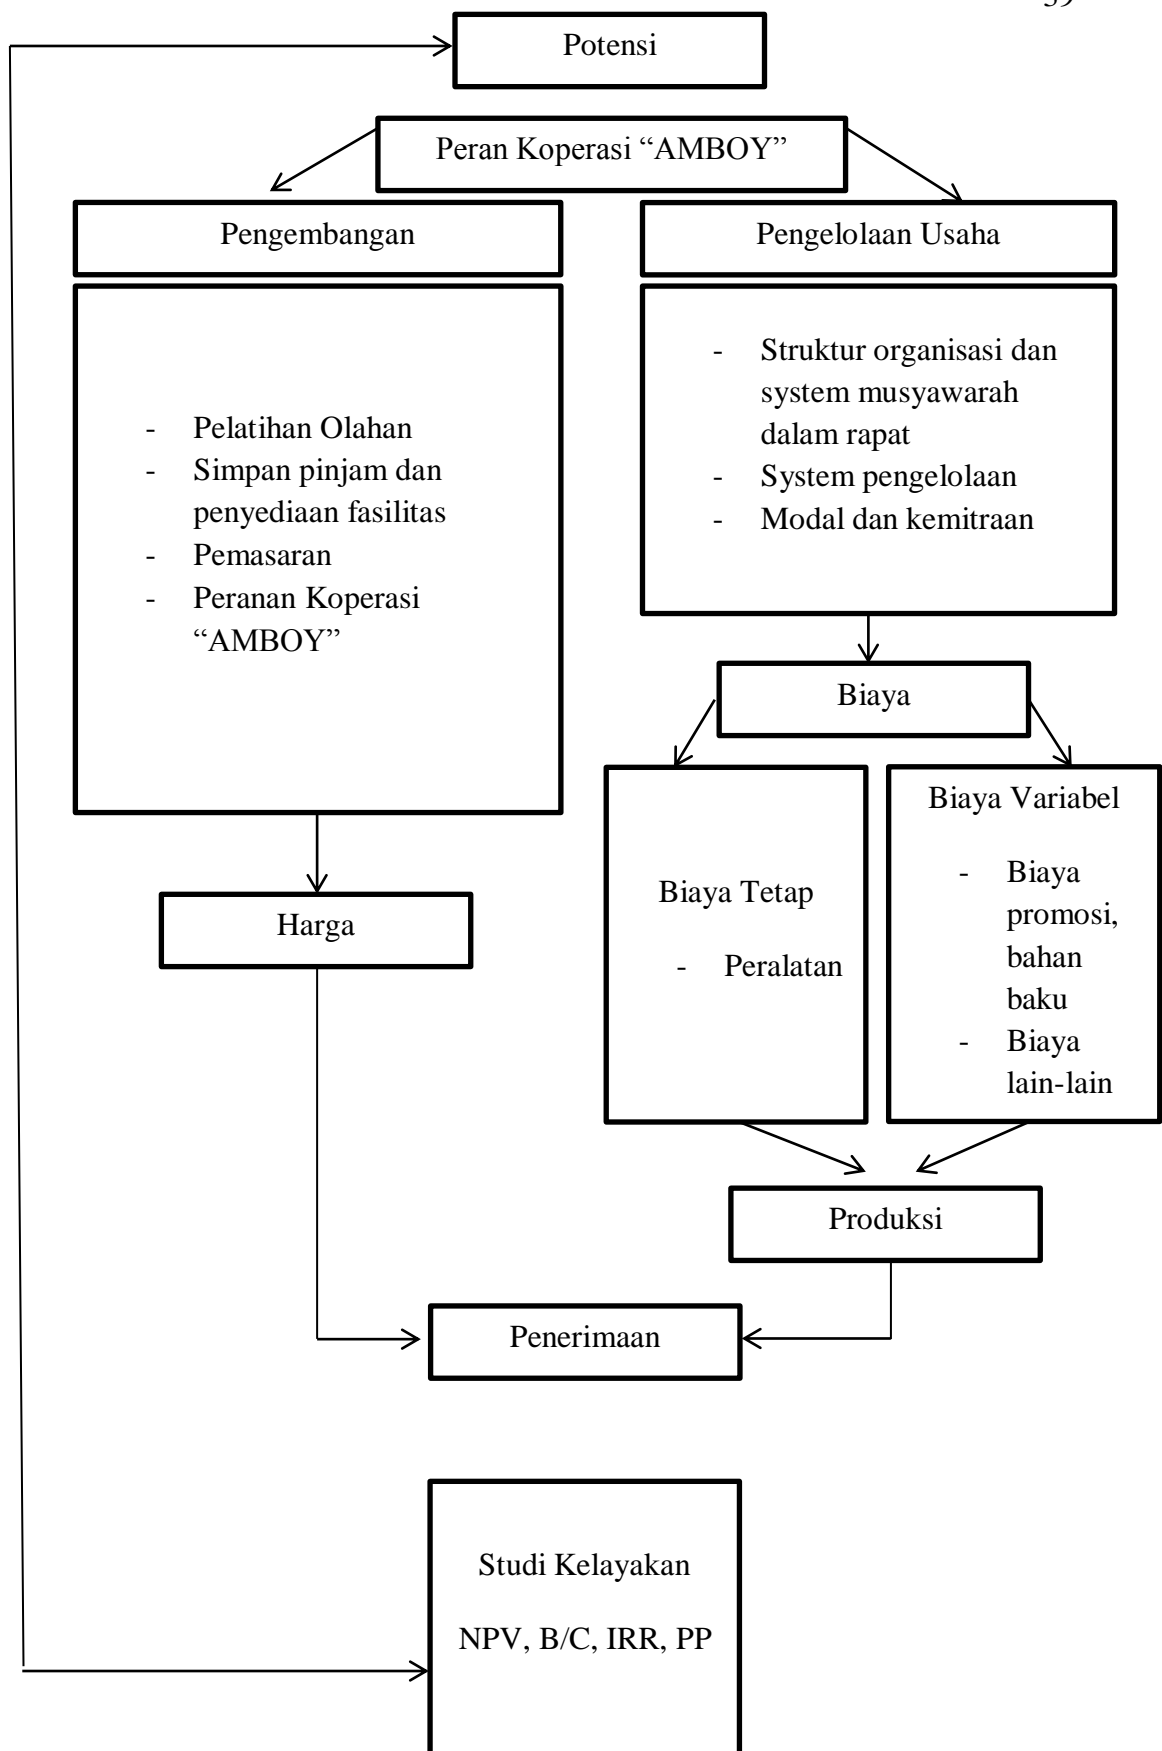 Potensi
Peran Koperasi “AMBOY”
Pengembangan
Pengelolaan Usaha
- Pelatihan Olahan
- Simpan pinjam dan
penyediaan fasilitas
- Pemasaran
- Peranan Koperasi
“AMBOY”
- Struktur organisasi dan
system musyawarah
dalam rapat
- System pengelolaan
- Modal dan kemitraan
Biaya
Biaya Tetap
- Peralatan
Biaya Variabel
- Biaya
promosi,
bahan
baku
- Biaya
lain-lain
Harga
Produksi
Penerimaan
Studi Kelayakan
NPV, B/C, IRR, PP